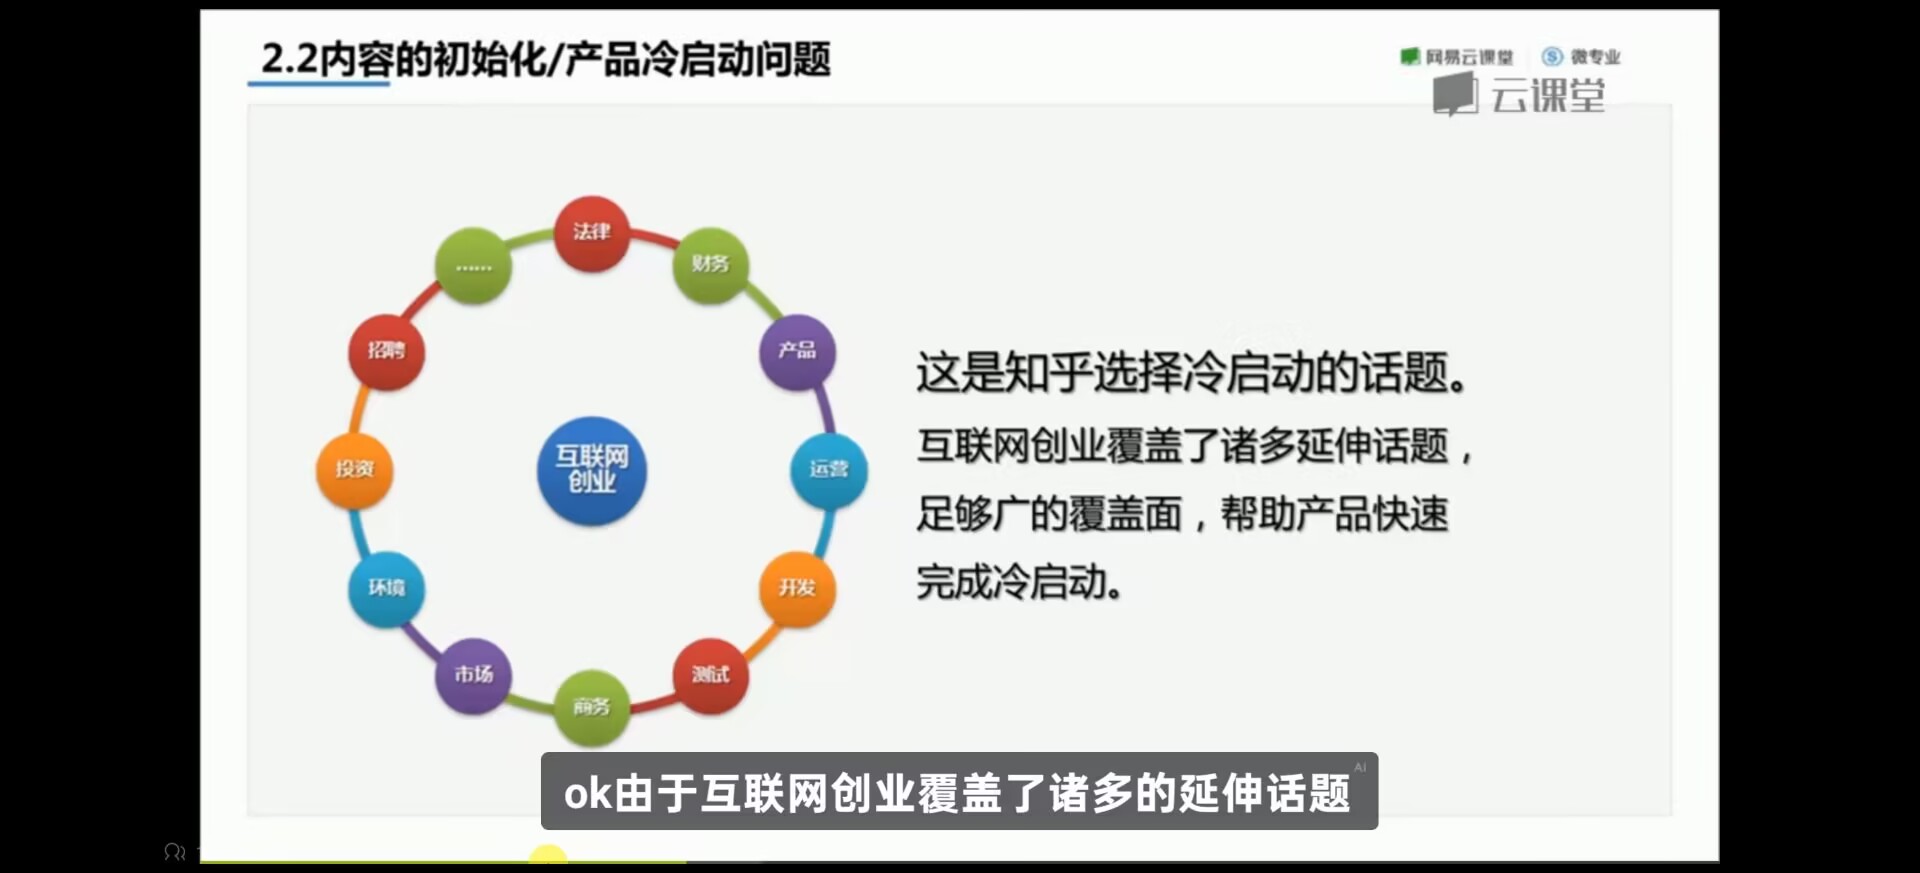 2.2内容的初始化/产品冷启动问题
网易云课堂
微专业
云课堂
法律
财务
产品
运营
开发
测试
商务
市场
环境
投资
招聘
......
互联网
创业
这是知乎选择冷启动的话题。
互联网创业覆盖了诸多延伸话题，
足够广的覆盖面，帮助产品快速
完成冷启动。
AI
ok由于互联网创业覆盖了诸多的延伸话题